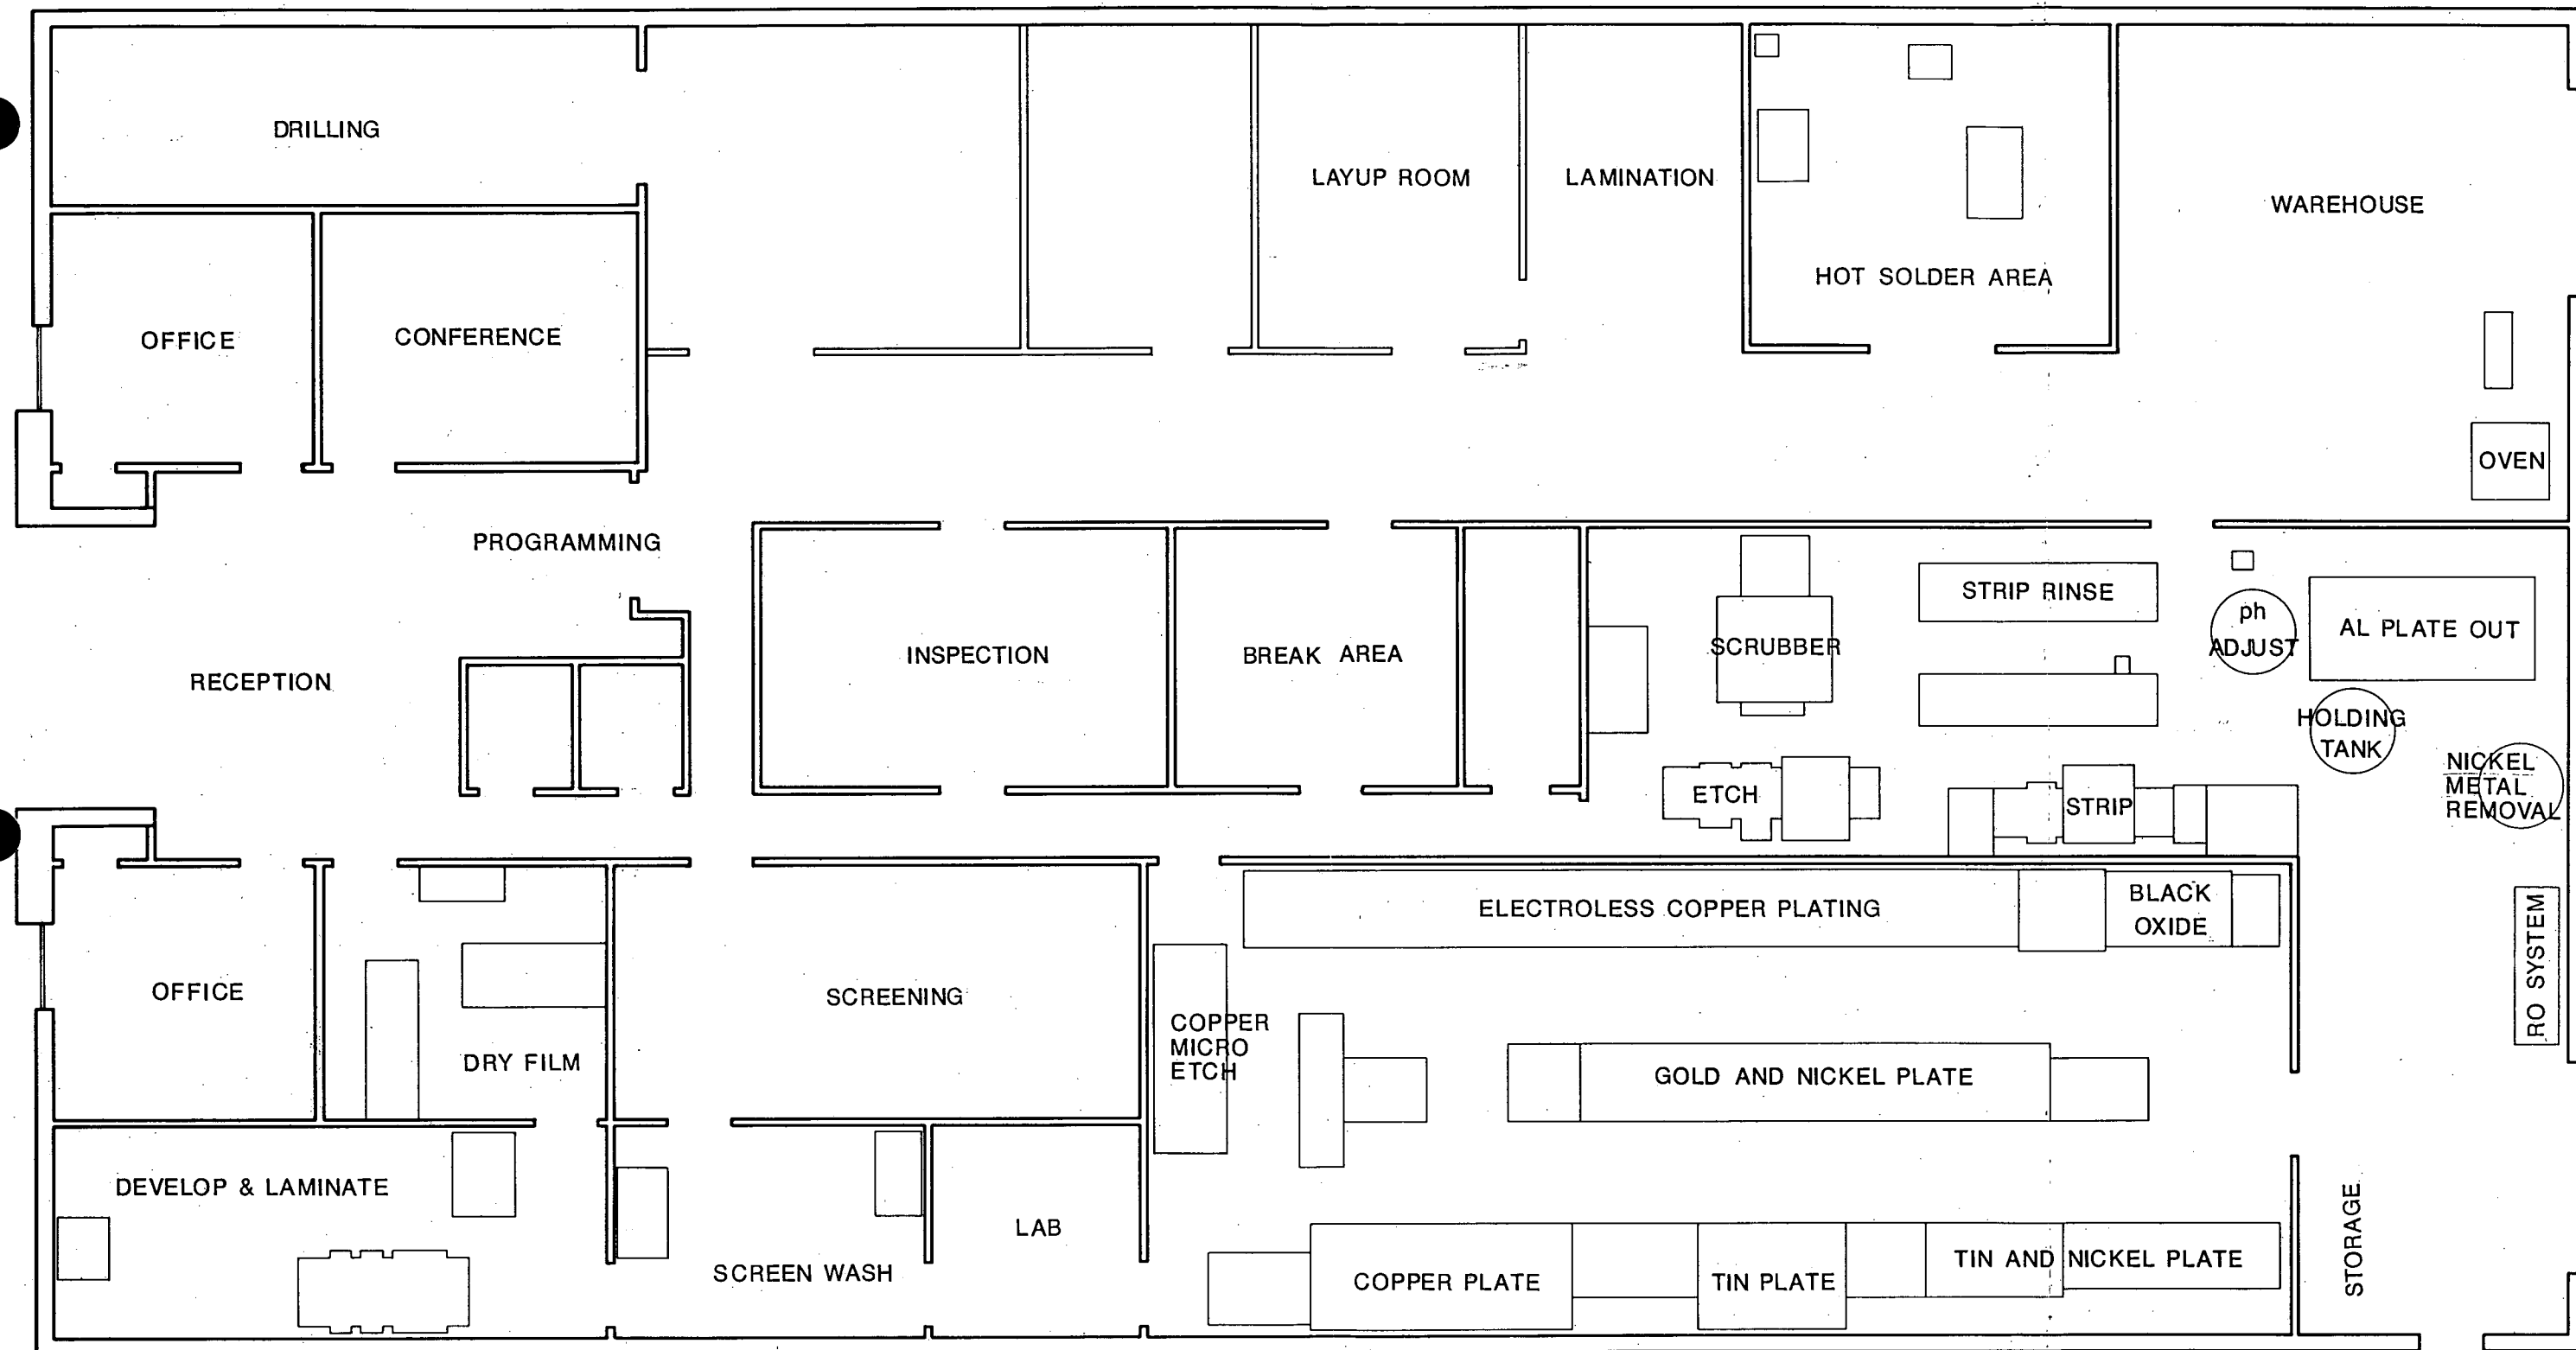 DRILLING
LAYUP ROOM
LAMINATION
HOT SOLDER AREA
WAREHOUSE
OFFICE
CONFERENCE
OVEN
PROGRAMMING
RECEPTION
INSPECTION
BREAK AREA
SCRUBBER
STRIP RINSE
ph
ADJUST
AL PLATE OUT
HOLDING
TANK
NICKEL
METAL
REMOVAL
ETCH
STRIP
ELECTROLESS COPPER PLATING
BLACK
OXIDE
RO SYSTEM
OFFICE
DRY FILM
SCREENING
COPPER
MICRO
ETCH
GOLD AND NICKEL PLATE
DEVELOP & LAMINATE
SCREEN WASH
LAB
COPPER PLATE
TIN PLATE
TIN AND NICKEL PLATE
STORAGE